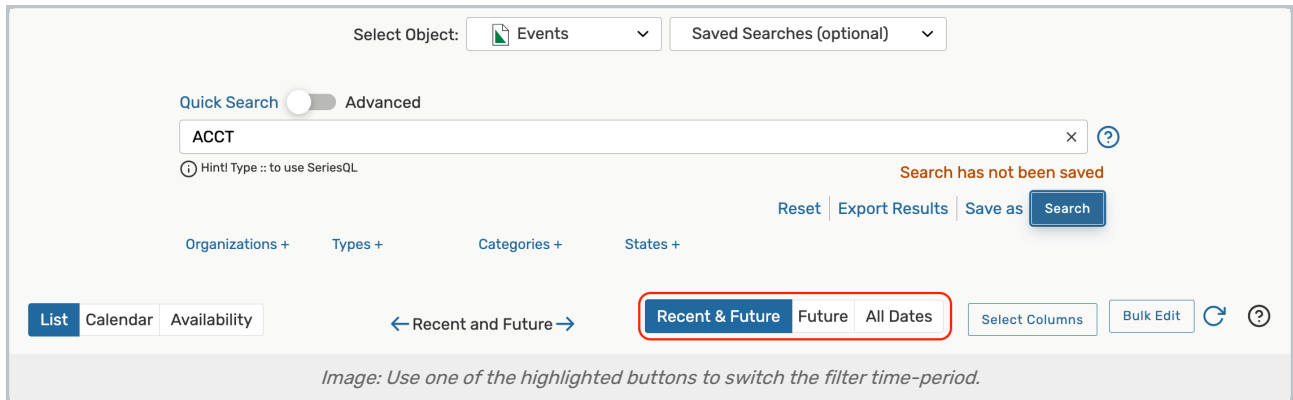 Select Object: Events Saved Searches (optional)
Quick Search Advanced
ACCT
Hint! Type :: to use SeriesQL
Search has not been saved
Reset Export Results Save as Search
Organizations + Types + Categories + States +
List Calendar Availability Recent and Future Recent & Future Future All Dates Select Columns Bulk Edit
Image: Use one of the highlighted buttons to switch the filter time-period.